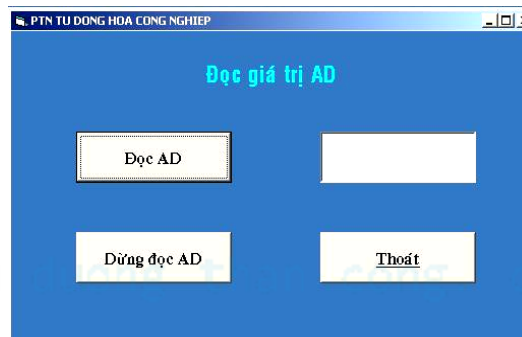 PTN TU DONG HOA CONG NGHIEP
Đọc giá trị AD
Đọc AD
Dừng đọc AD
Thoát